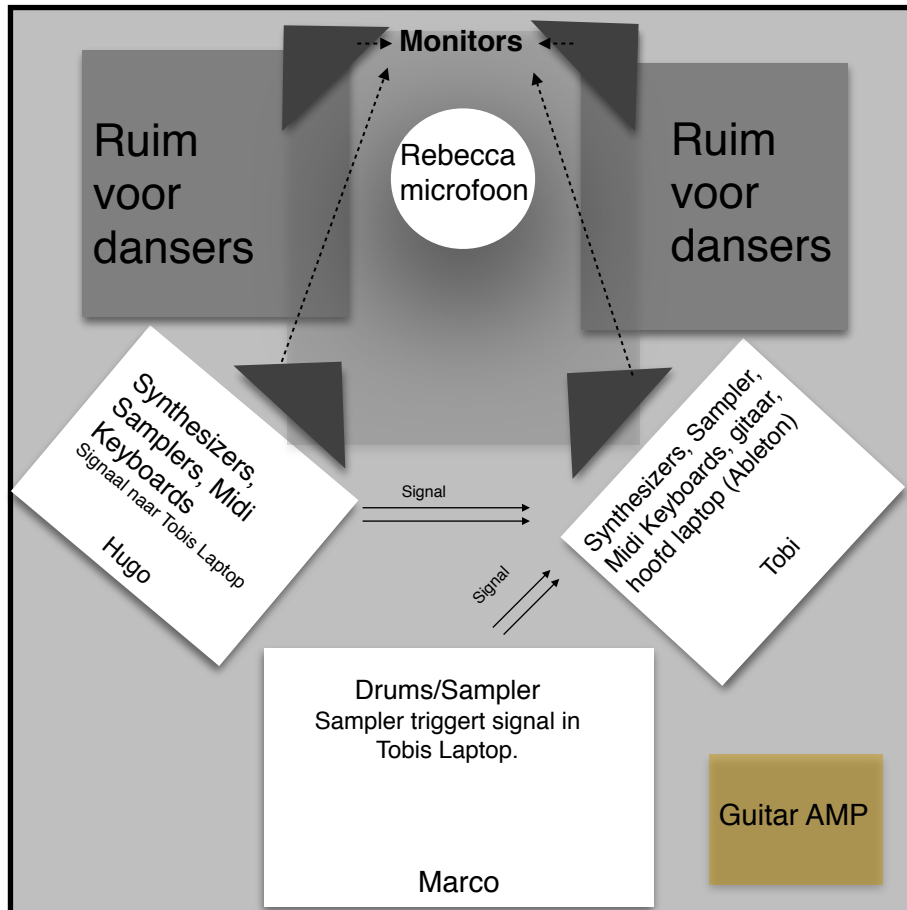 Monitors
Ruim
voor
dansers
Rebecca
microfoon
Ruim
voor
dansers
Synthesizers,
Samplers, Midi
Keyboards
Signaal naar Tobis Laptop
Hugo
Signal
Signal
Synthesizers, Sampler,
Midi Keyboards, gitaar,
hoofd laptop (Ableton)
Tobi
Drums/Sampler
Sampler triggert signal in
Tobis Laptop.
Marco
Guitar AMP